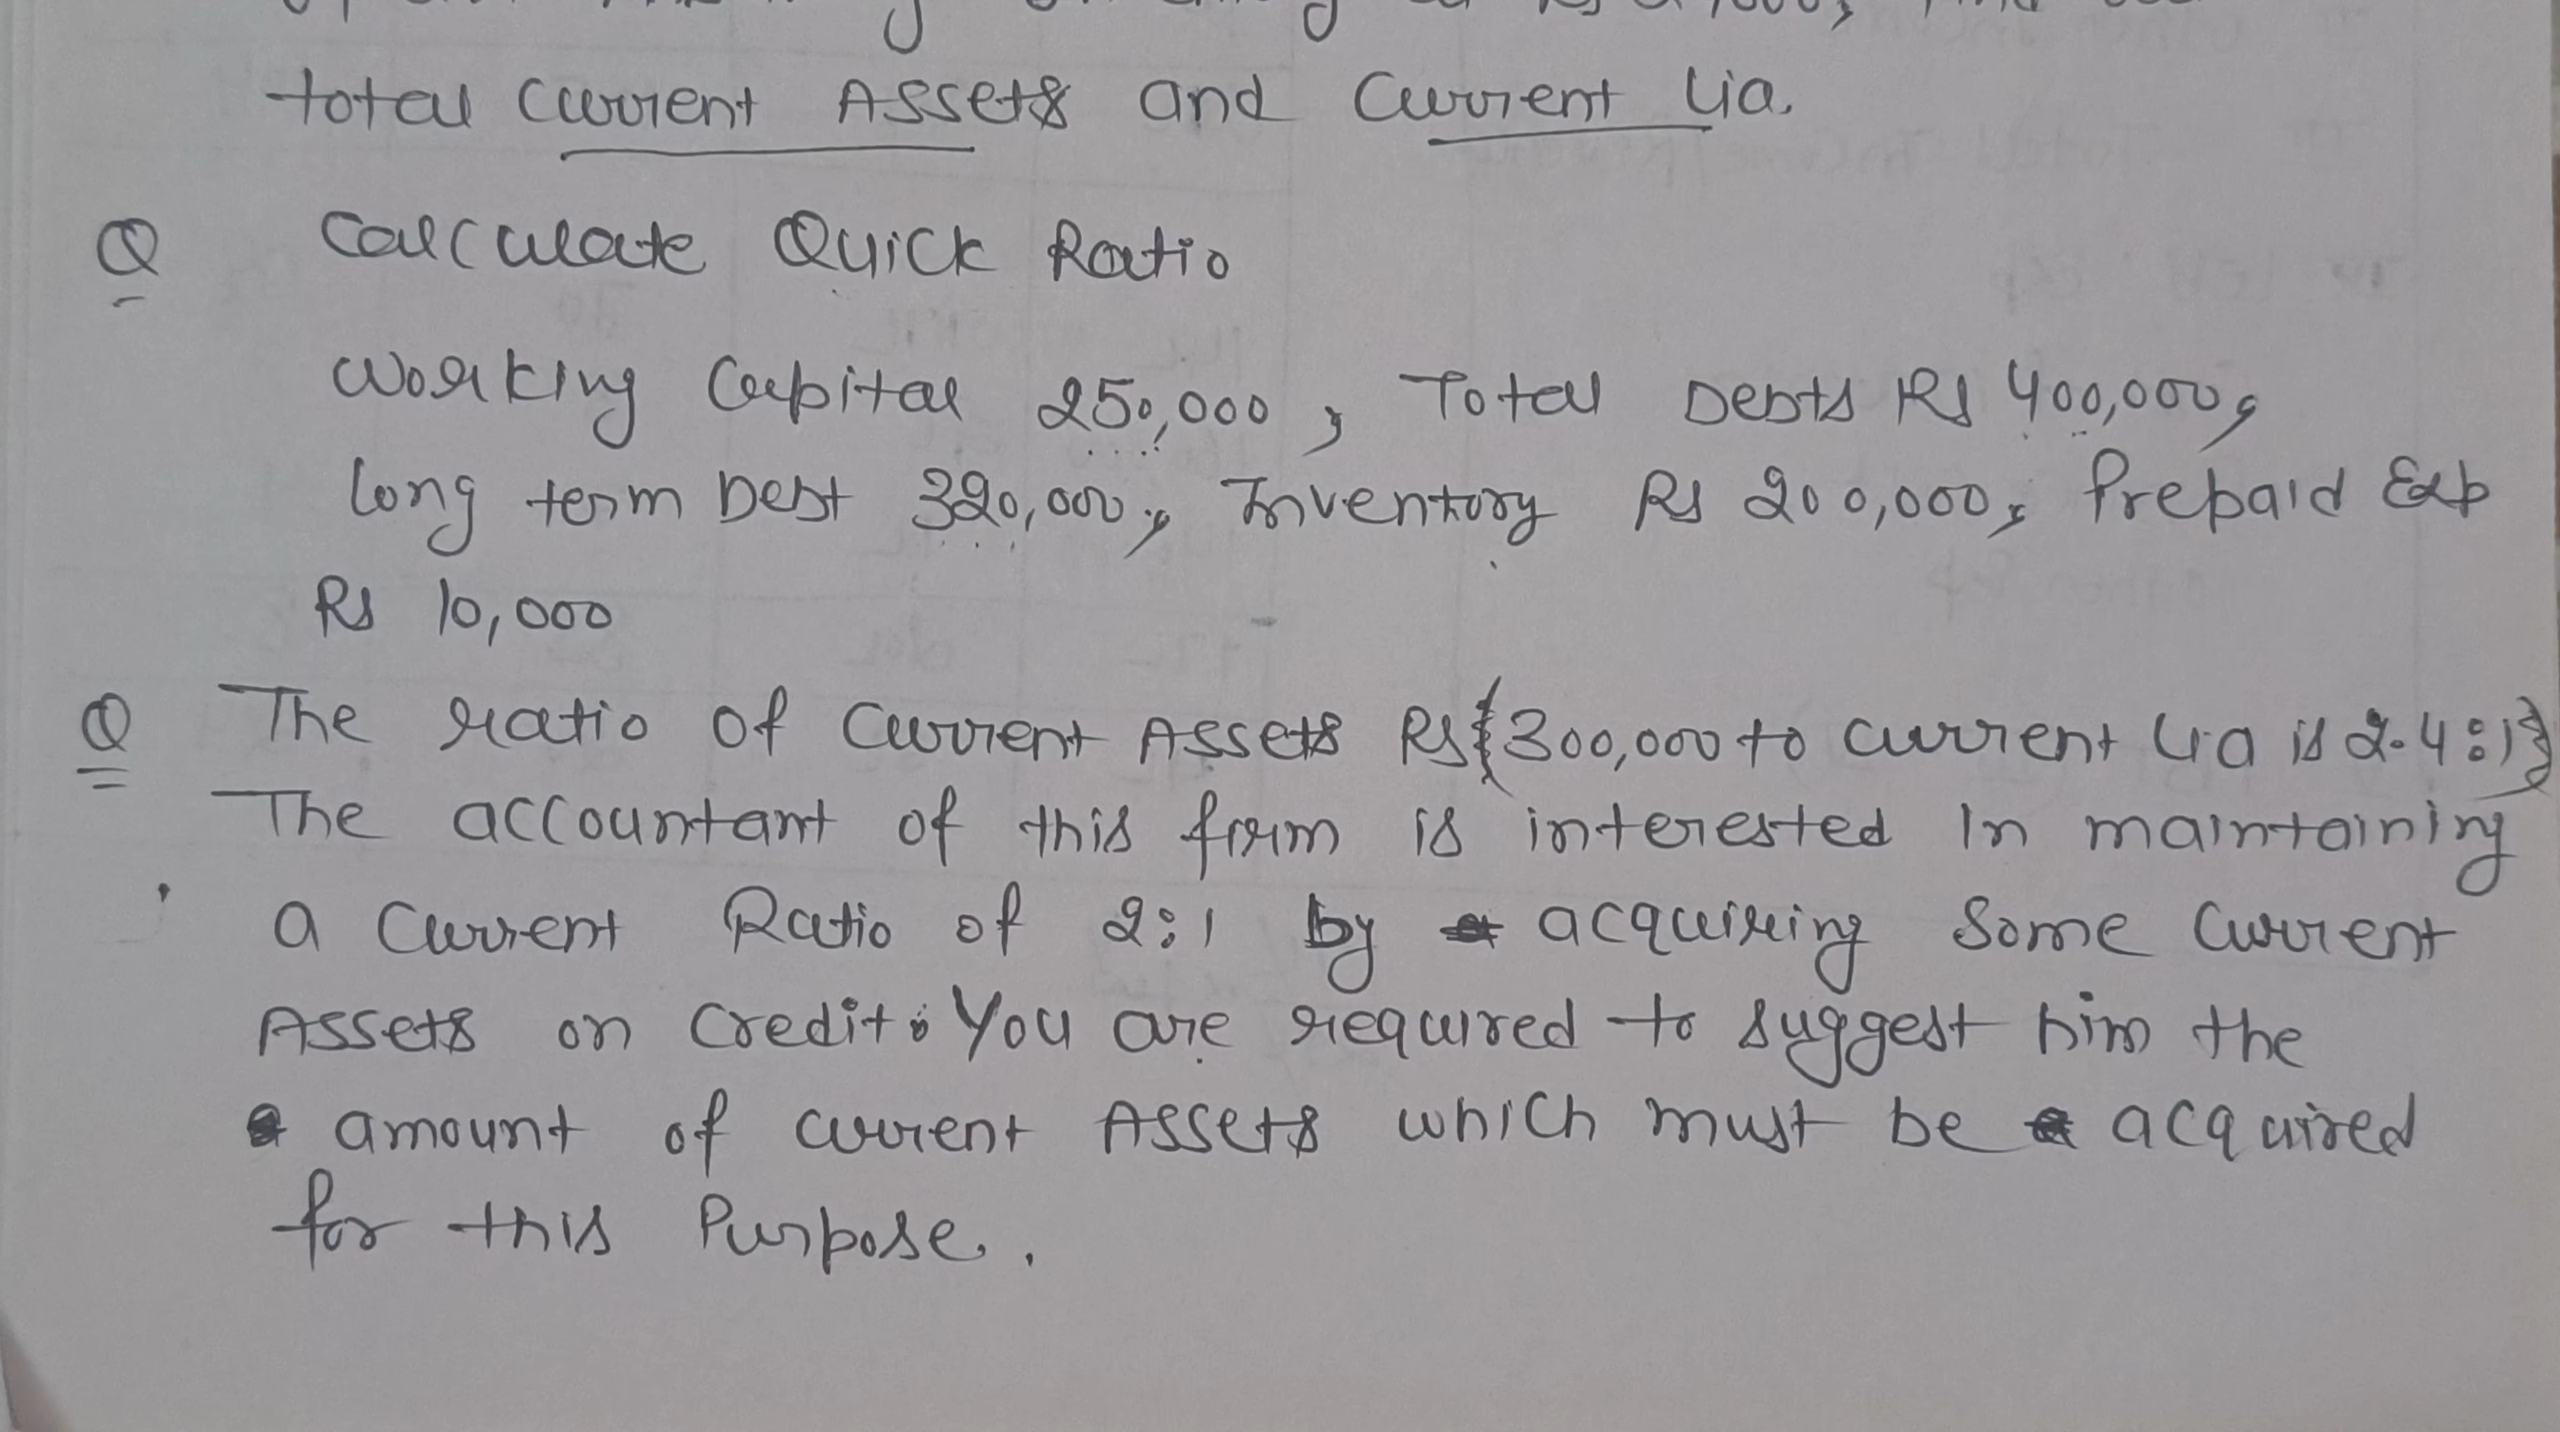 total Current Assets and Current Lia.
Q Calculate Quick Ratio
Working Capital 250,000, Total Debts Rs 400,000,
long term Debt 320,000, Inventory Rs 200,000, Prepaid Exp
Rs 10,000
Q The ratio of Current Assets Rs {300,000 to current Lia is 2.4:1}
The accountant of this firm is interested in maintaining
a Current Ratio of 2:1 by acquiring Some Current
Assets on Credit. You are required to suggest him the
amount of current Assets which must be acquired
for this Purpose.